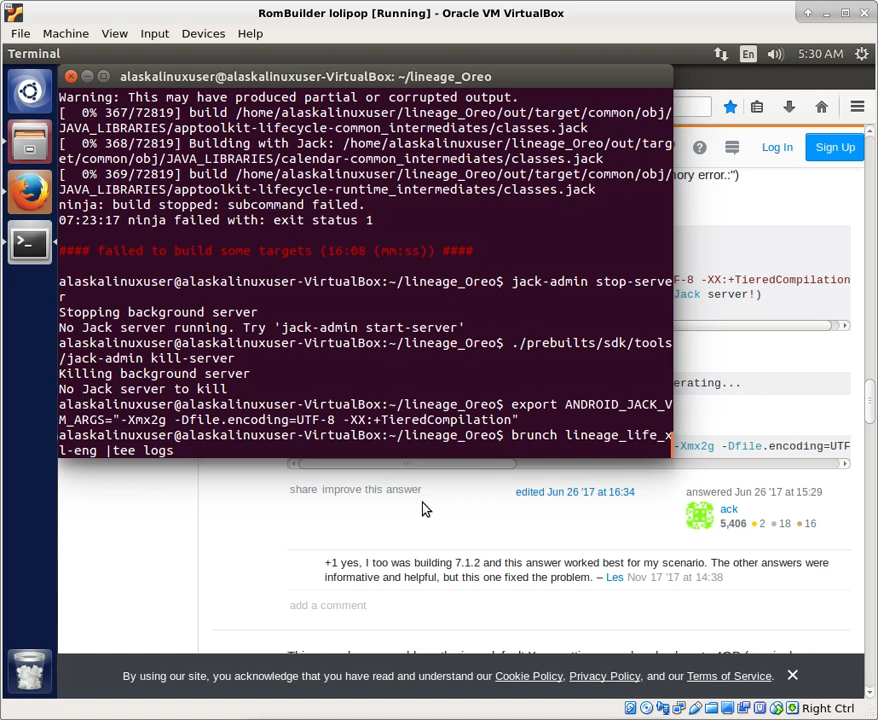 RomBuilder lolipop [Running] - Oracle VM VirtualBox
File Machine View Input Devices Help
Terminal
En
5:30 AM
alaskalinuxuser@alaskalinuxuser-VirtualBox: ~/lineage_Oreo
Warning: This may have produced partial or corrupted output.
[  0% 367/72819] build /home/alaskalinuxuser/lineage_Oreo/out/target/common/obj/
JAVA_LIBRARIES/apptoolkit-lifecycle-common_intermediates/classes.jack
[  0% 368/72819] Building with Jack: /home/alaskalinuxuser/lineage_Oreo/out/targ
et/common/obj/JAVA_LIBRARIES/calendar-common_intermediates/classes.jack
[  0% 369/72819] build /home/alaskalinuxuser/lineage_Oreo/out/target/common/obj/
JAVA_LIBRARIES/apptoolkit-lifecycle-runtime_intermediates/classes.jack
ninja: build stopped: subcommand failed.
07:23:17 ninja failed with: exit status 1
#### failed to build some targets (16:08 (mm:ss)) ####
alaskalinuxuser@alaskalinuxuser-VirtualBox:~/lineage_Oreo$ jack-admin stop-serve
r
Stopping background server
No Jack server running. Try 'jack-admin start-server'
alaskalinuxuser@alaskalinuxuser-VirtualBox:~/lineage_Oreo$ ./prebuilts/sdk/tools
/jack-admin kill-server
Killing background server
No Jack server to kill
alaskalinuxuser@alaskalinuxuser-VirtualBox:~/lineage_Oreo$ export ANDROID_JACK_V
M_ARGS="-Xmx2g -Dfile.encoding=UTF-8 -XX:+TieredCompilation"
alaskalinuxuser@alaskalinuxuser-VirtualBox:~/lineage_Oreo$ brunch lineage_life_x
l-eng |tee logs
Log In
Sign Up
ory error.:")
F-8 -XX:+TieredCompilation
Jack server!)
erating...
-Xmx2g -Dfile.encoding=UTF
share improve this answer
edited Jun 26 '17 at 16:34
answered Jun 26 '17 at 15:29
ack
5,406 2 18 16
+1 yes, I too was building 7.1.2 and this answer worked best for my scenario. The other answers were
informative and helpful, but this one fixed the problem. – Les Nov 17 '17 at 14:38
add a comment
By using our site, you acknowledge that you have read and understand our Cookie Policy, Privacy Policy, and our Terms of Service.
Right Ctrl